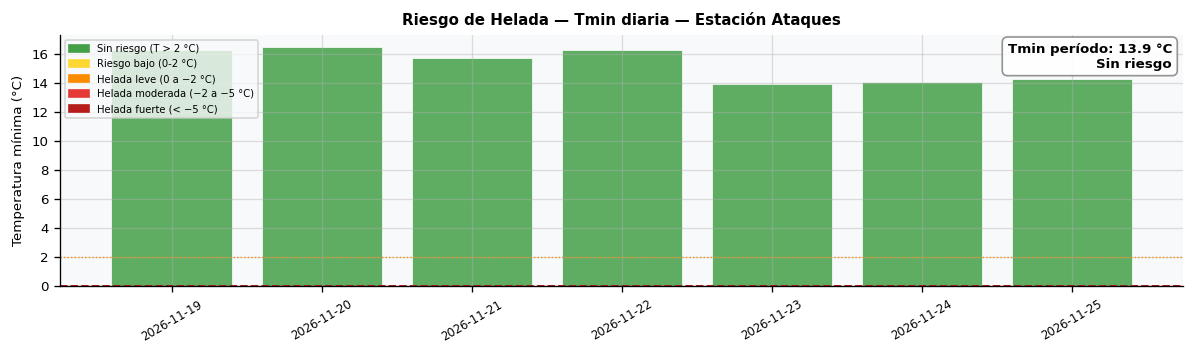 Riesgo de Helada — Tmin diaria — Estación Ataques
Temperatura mínima (°C)
16
14
12
10
8
6
4
2
0
Sin riesgo (T > 2 °C)
Riesgo bajo (0-2 °C)
Helada leve (0 a −2 °C)
Helada moderada (−2 a −5 °C)
Helada fuerte (< −5 °C)
Tmin período: 13.9 °C
Sin riesgo
2026-11-19
2026-11-20
2026-11-21
2026-11-22
2026-11-23
2026-11-24
2026-11-25